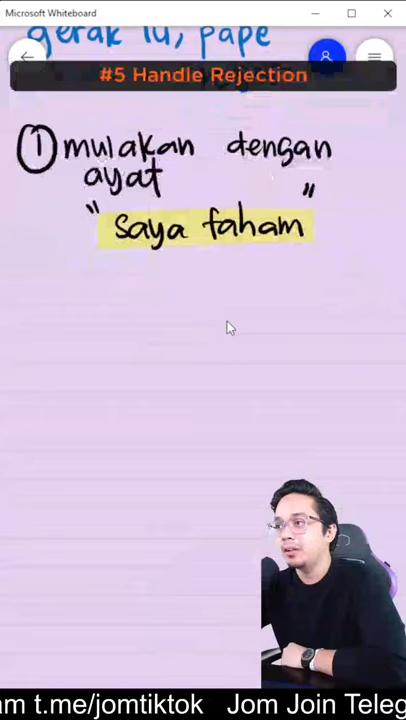 Microsoft Whiteboard
gerak lu, pape
#5 Handle Rejection
① mulakan dengan
ayat
" saya faham "
am t.me/jomtiktok Jom Join Teleg